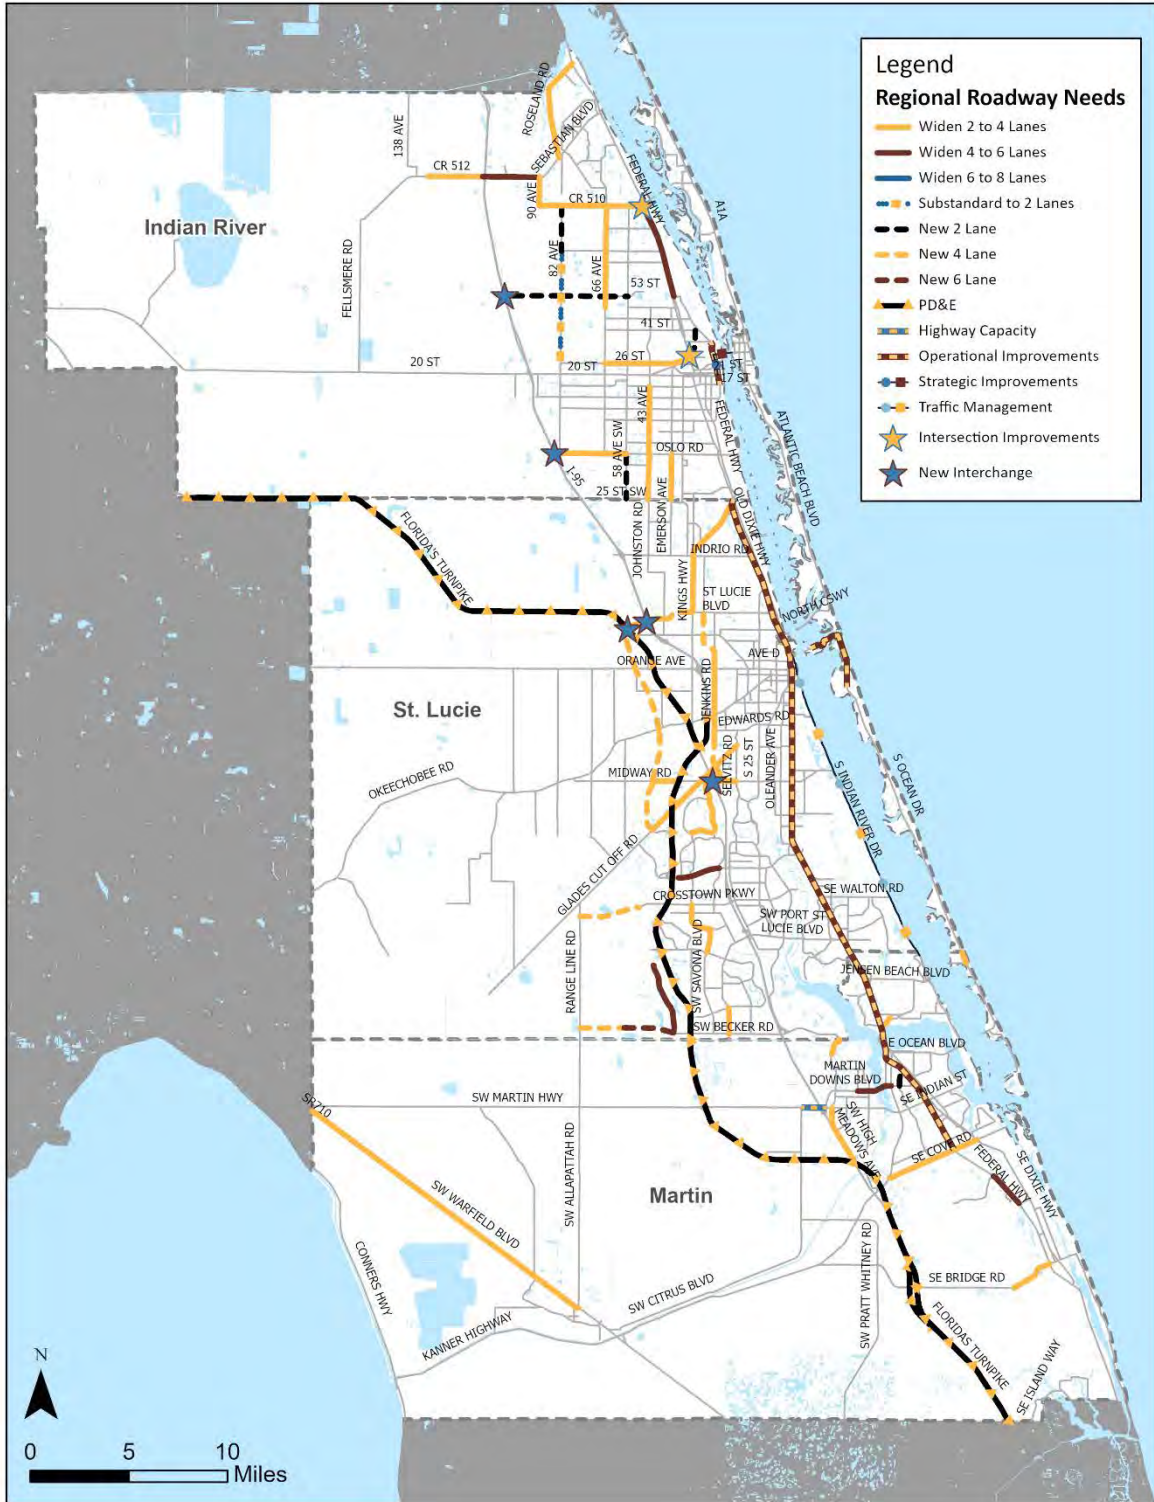 Legend
Regional Roadway Needs
Widen 2 to 4 Lanes
Widen 4 to 6 Lanes
Widen 6 to 8 Lanes
Substandard to 2 Lanes
New 2 Lane
New 4 Lane
New 6 Lane
PD&E
Highway Capacity
Operational Improvements
Strategic Improvements
Traffic Management
Intersection Improvements
New Interchange
ROSELAND RD
138 AVE
SEBASTIAN BLVD
CR 512
FEDERAL HWY
A1A
90 AVE
CR 510
Indian River
82 AVE
66 AVE
FELLSMERE RD
53 ST
41 ST
26 ST
20 ST
20 ST
21 ST
17 ST
43 AVE
FEDERAL HWY
ATLANTIC BEACH BLVD
58 AVE SW
OSLO RD
I-95
25 ST SW
EMERSON AVE
JOHNSTON RD
OLD DIXIE HWY
FLORIDA'S TURNPIKE
INDRIO RD
KINGS HWY
ST LUCIE
BLVD
NORTH CSWY
AVE D
ORANGE AVE
JENKINS RD
St. Lucie
EDWARDS RD
SELVITZ RD
S 25 ST
OLEANDER AVE
MIDWAY RD
OKEECHOBEE RD
S INDIAN RIVER DR
S OCEAN DR
GLADES CUT OFF RD
SE WALTON RD
CROSSTOWN PKWY
SW PORT ST
LUCIE BLVD
RANGE LINE RD
SW SAVONA BLVD
JENSEN BEACH BLVD
SW BECKER RD
E OCEAN BLVD
MARTIN
DOWNS BLVD
SE INDIAN ST
SR710
SW MARTIN HWY
SW HIGH
MEADOWS AVE
SE COVE RD
SW ALLAPATTAH RD
FEDERAL HWY
SE DIXIE HWY
SW WARFIELD BLVD
Martin
CONNERS HWY
SW PRATT WHITNEY RD
SE BRIDGE RD
SW CITRUS BLVD
KANNER HIGHWAY
FLORIDAS TURNPIKE
SE ISLAND WAY
N
0 5 10
Miles